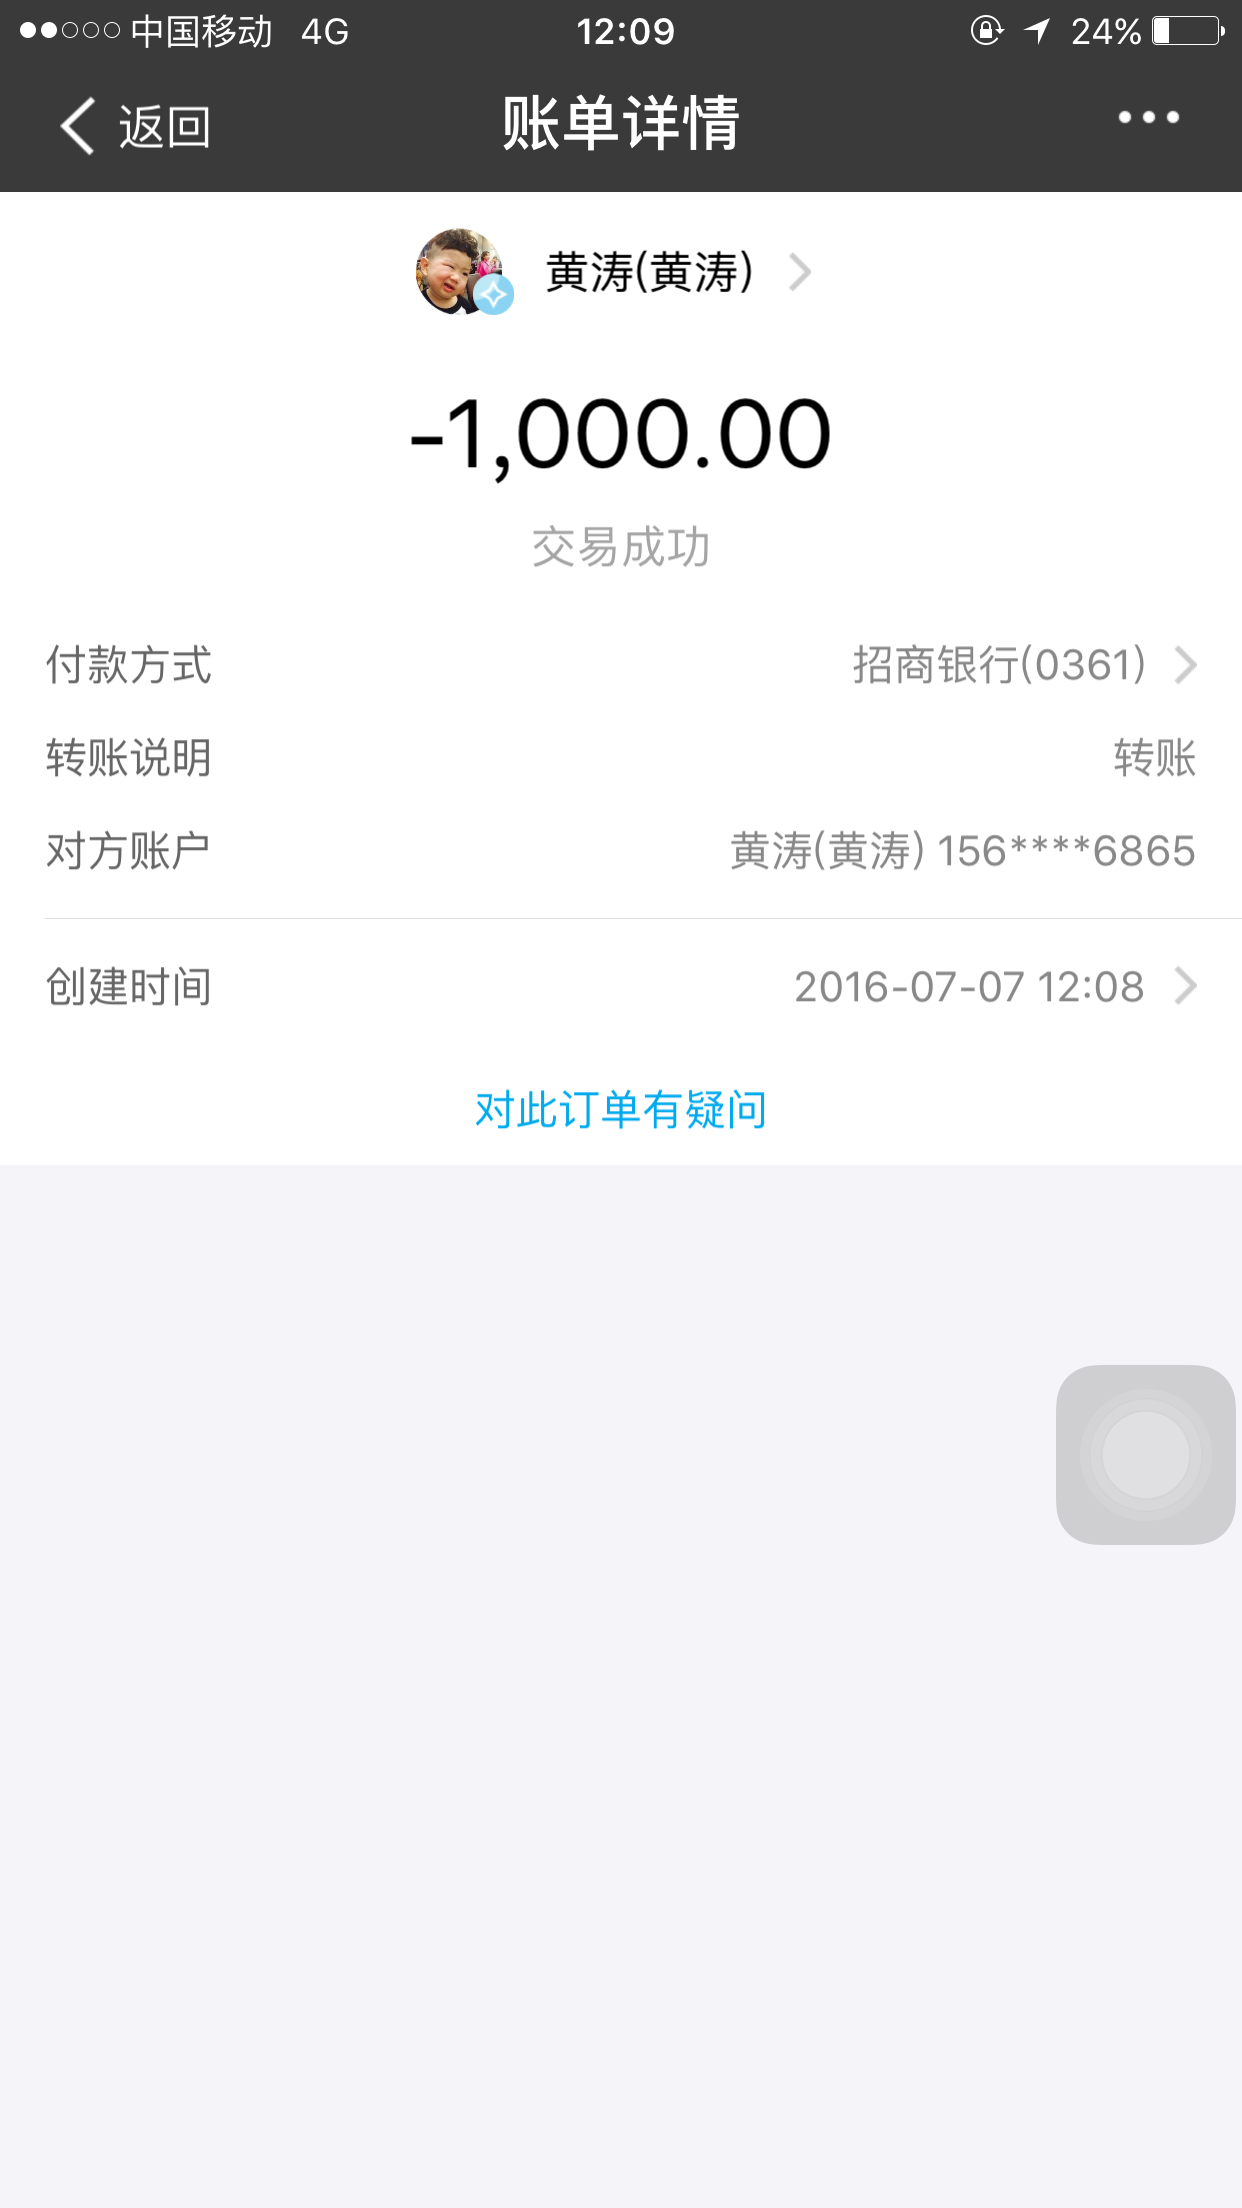 中国移动 4G 12:09 24%
返回 账单详情
黄涛(黄涛)
-1,000.00
交易成功
付款方式 招商银行(0361)
转账说明 转账
对方账户 黄涛(黄涛) 156****6865
创建时间 2016-07-07 12:08
对此订单有疑问